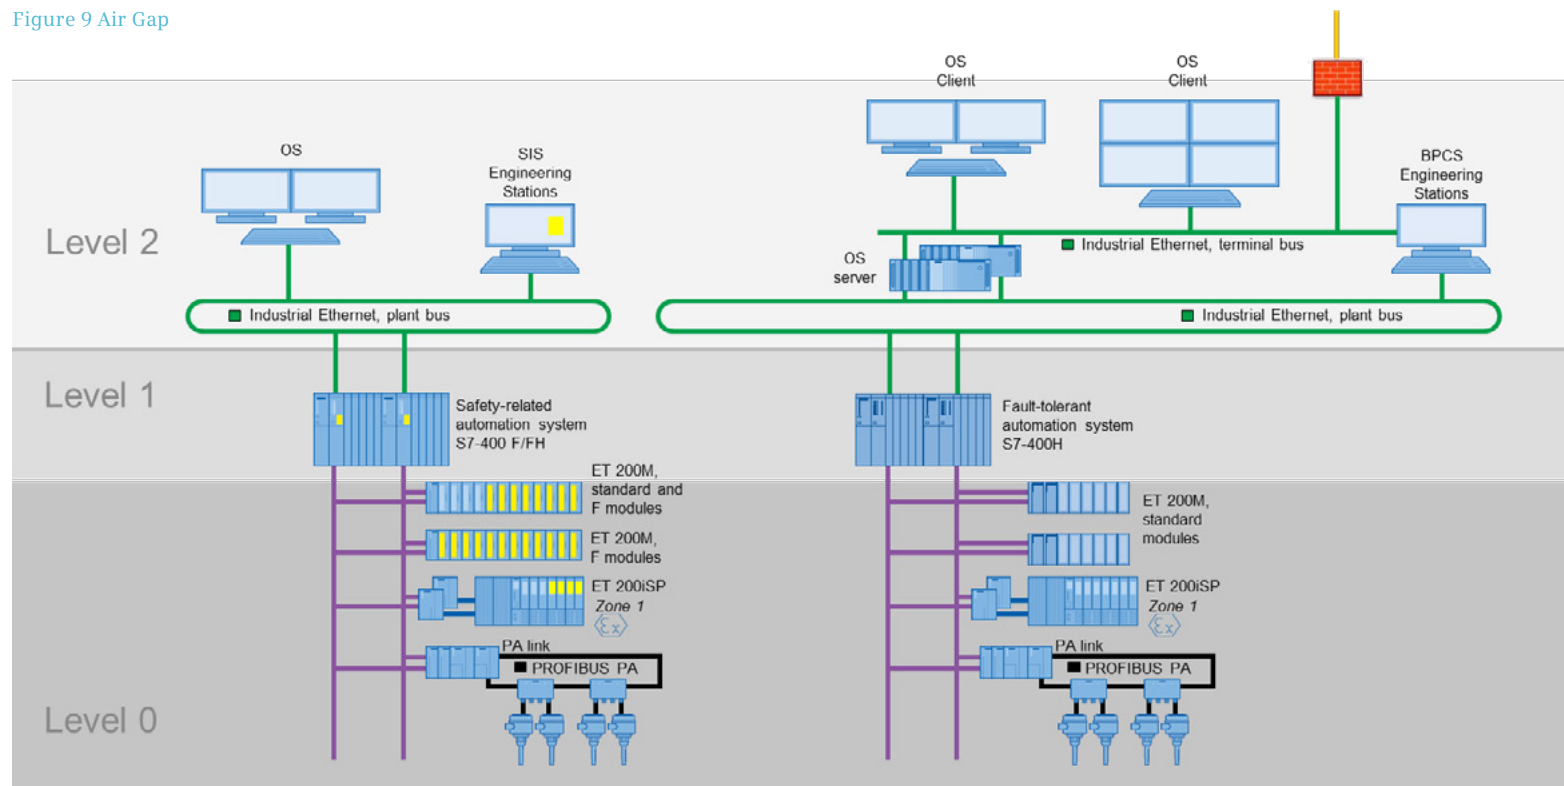 Figure 9 Air Gap
OS
Client
OS
Client
OS
SIS
Engineering
Stations
BPCS
Engineering
Stations
Level 2
Industrial Ethernet, terminal bus
OS
server
Industrial Ethernet, plant bus
Industrial Ethernet, plant bus
Level 1
Safety-related
automation system
S7-400 F/FH
Fault-tolerant
automation system
S7-400H
ET 200M,
standard and
F modules
ET 200M,
F modules
ET 200iSP
Zone 1
Ex
PA link
PROFIBUS PA
ET 200M,
standard
modules
ET 200iSP
Zone 1
Ex
PA link
PROFIBUS PA
Level 0